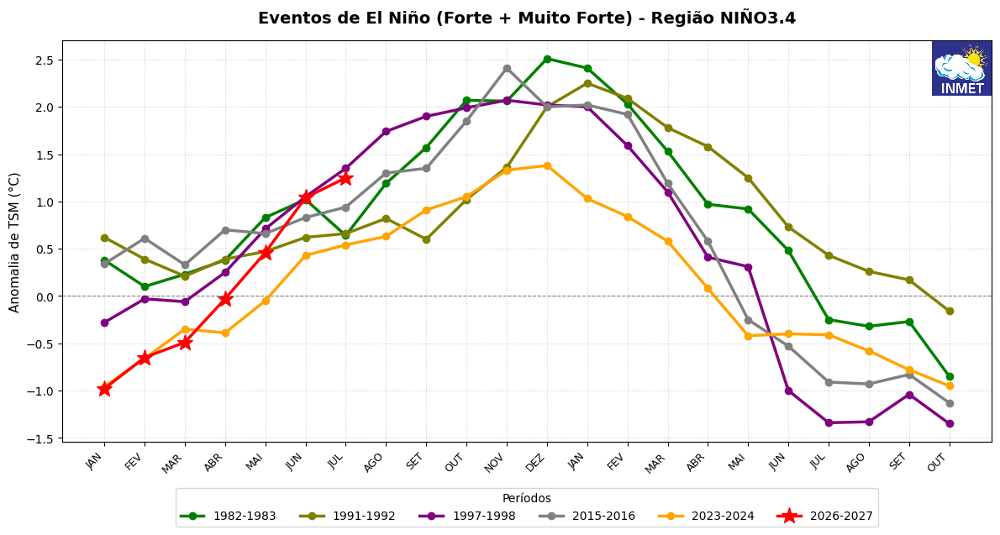 Eventos de El Niño (Forte + Muito Forte) - Região NIÑO3.4
INMET
Anomalia de TSM (°C)
2.5
2.0
1.5
1.0
0.5
0.0
−0.5
−1.0
−1.5
JAN FEV MAR ABR MAI JUN JUL AGO SET OUT NOV DEZ JAN FEV MAR ABR MAI JUN JUL AGO SET OUT
Períodos
1982-1983 1991-1992 1997-1998 2015-2016 2023-2024 2026-2027